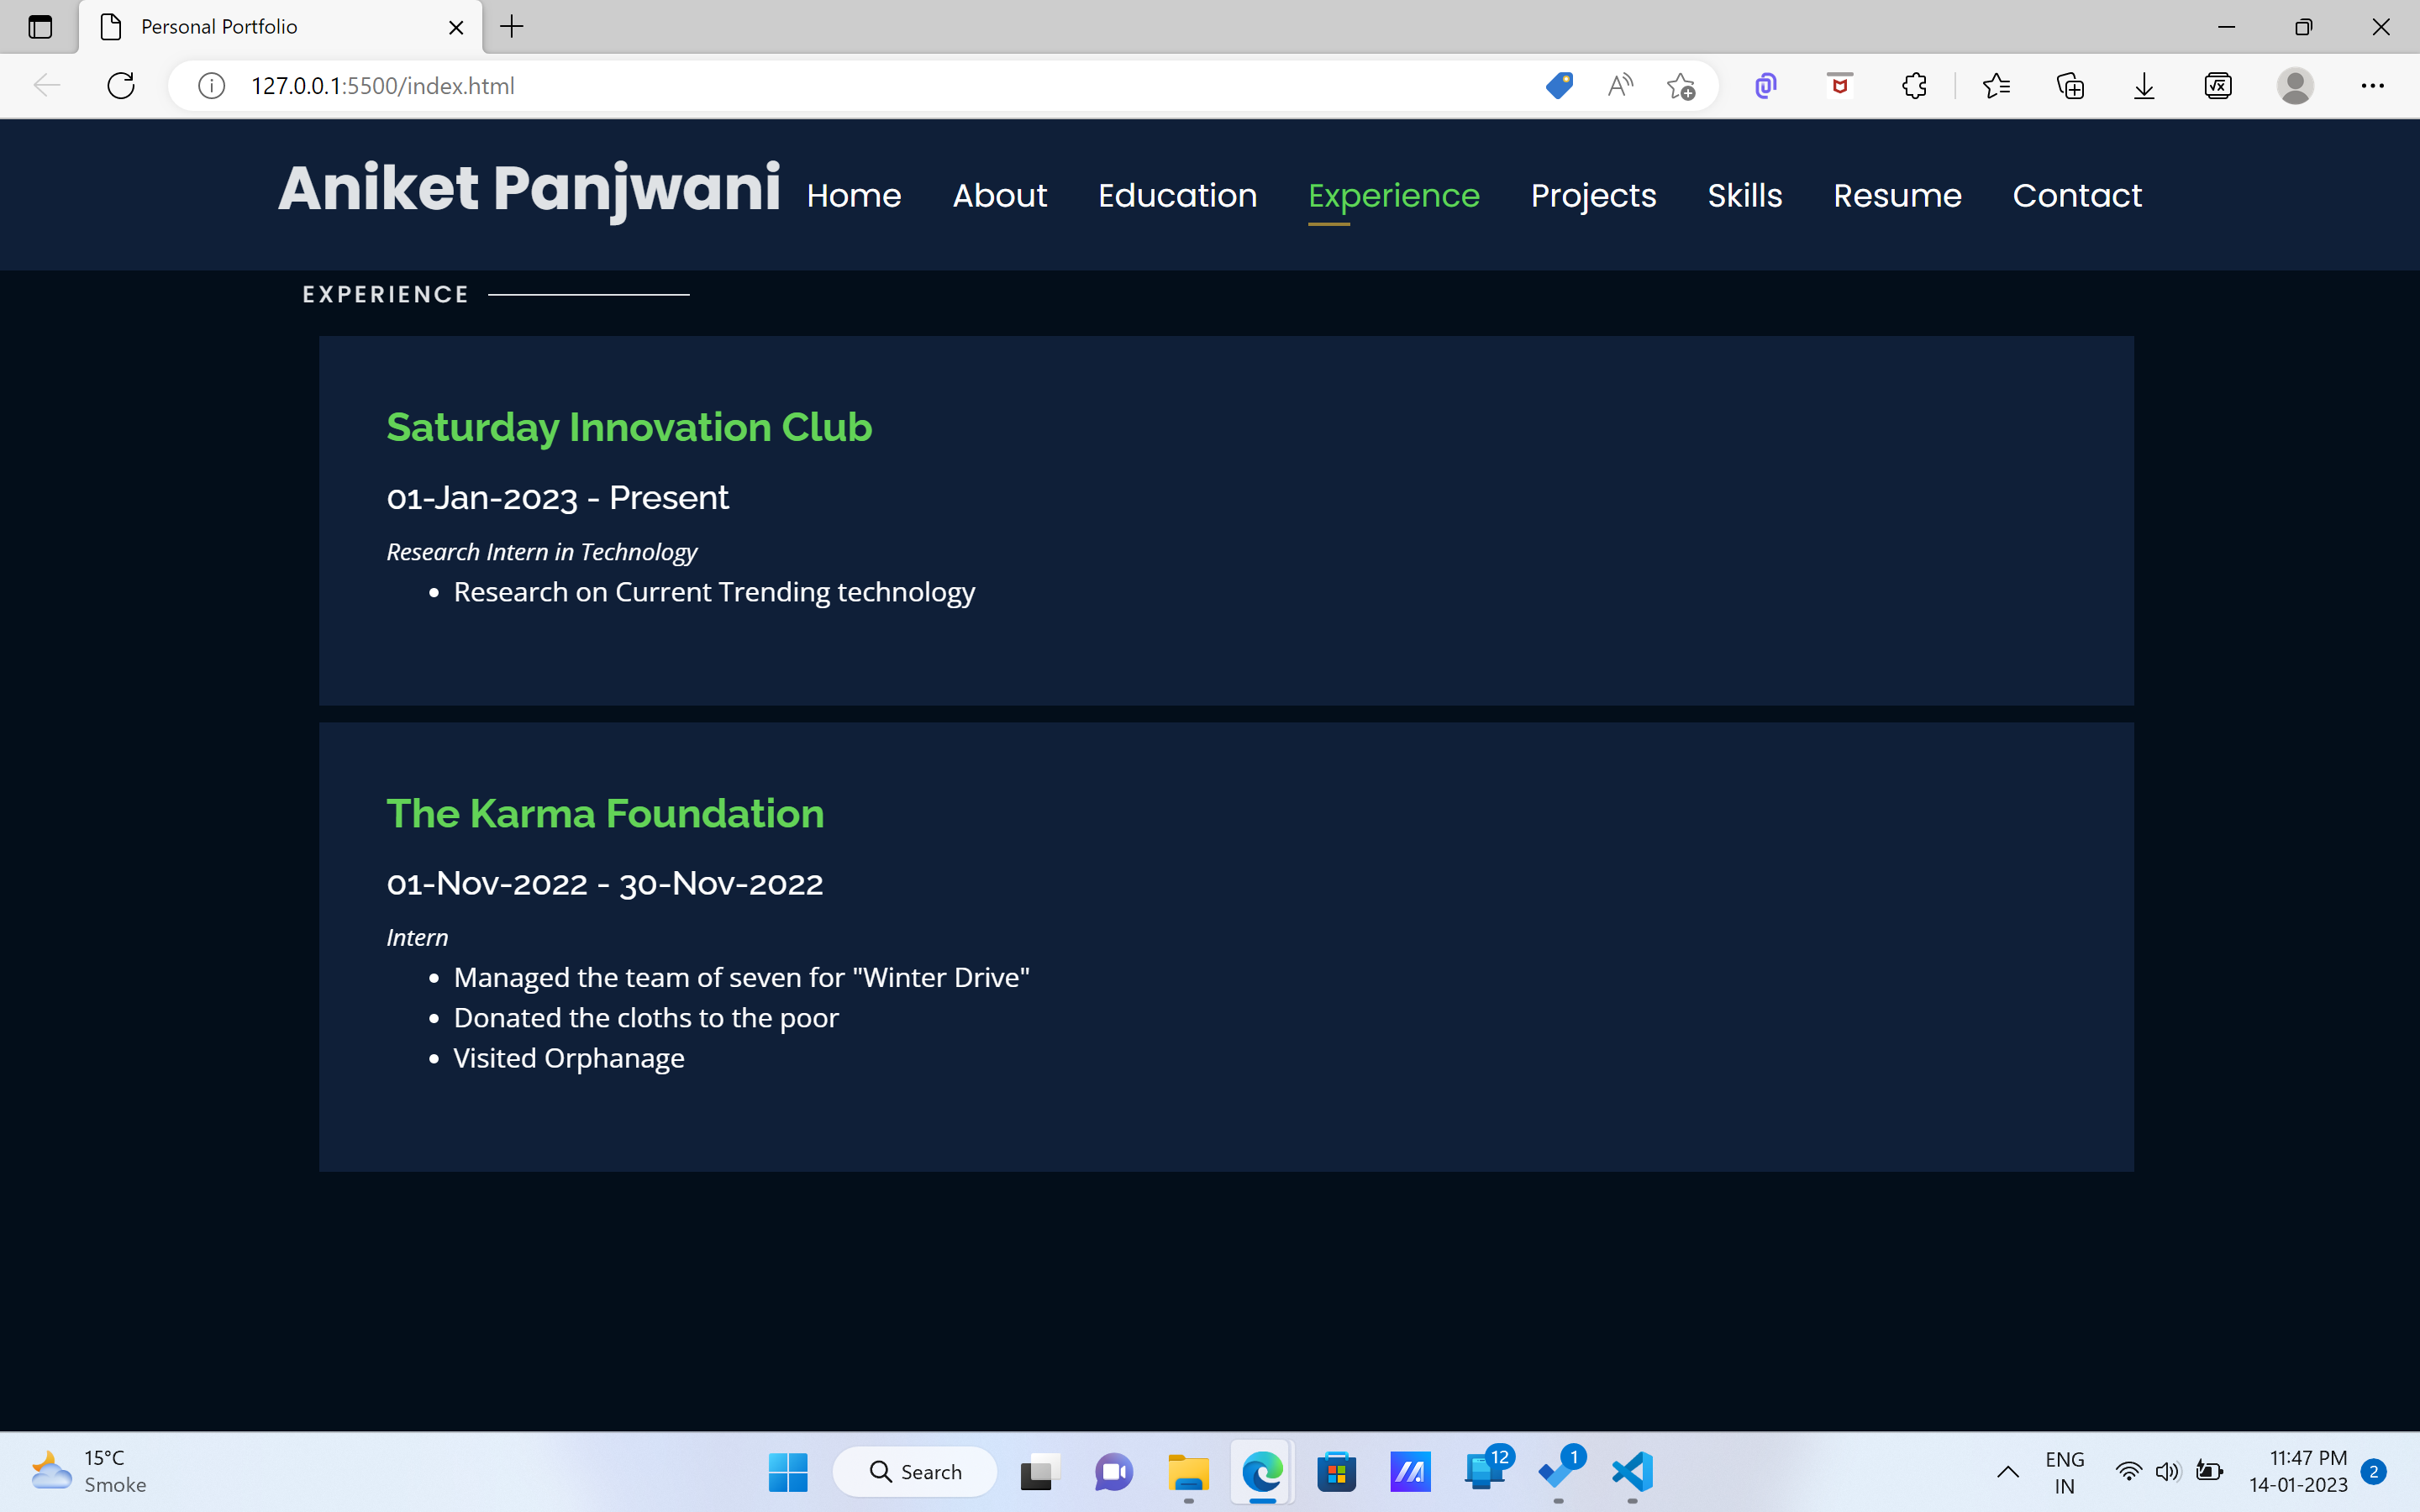 Personal Portfolio
127.0.0.1:5500/index.html
Aniket Panjwani
Home About Education Experience Projects Skills Resume Contact
EXPERIENCE
Saturday Innovation Club
01-Jan-2023 - Present
Research Intern in Technology
Research on Current Trending technology
The Karma Foundation
01-Nov-2022 - 30-Nov-2022
Intern
Managed the team of seven for "Winter Drive"
Donated the cloths to the poor
Visited Orphanage
15°C
Smoke
Search
12
1
ENG
IN
11:47 PM
14-01-2023
2